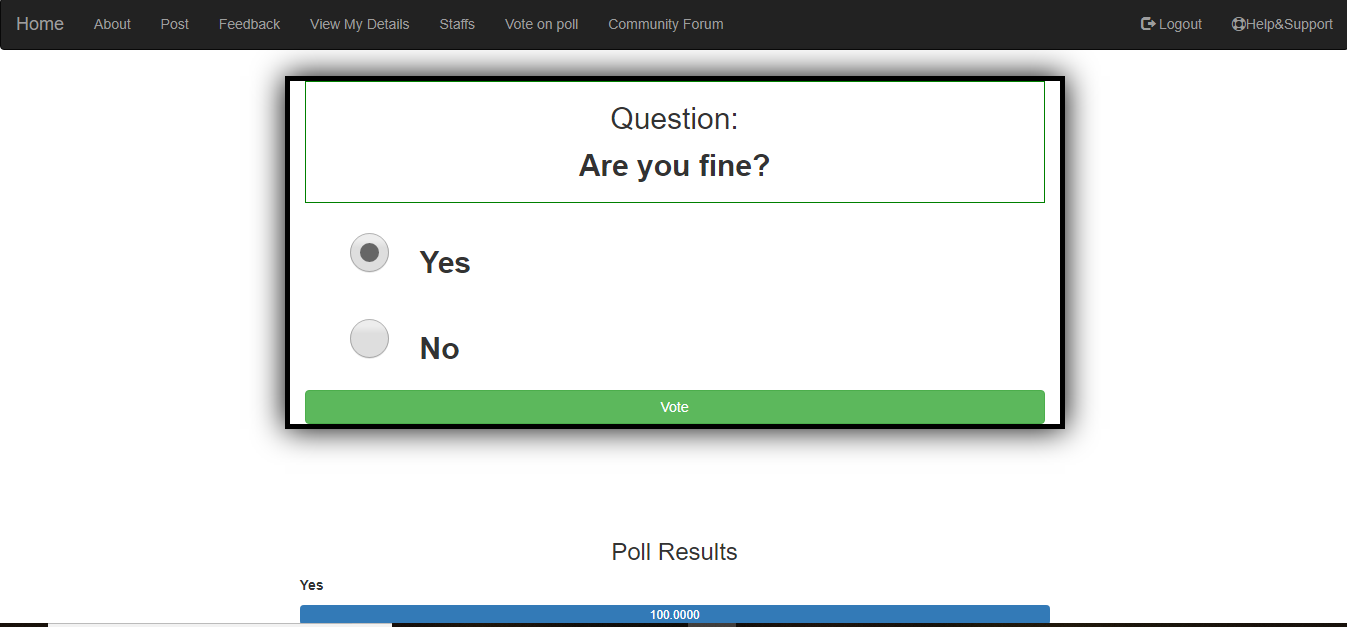 Home About Post Feedback View My Details Staffs Vote on poll Community Forum Logout Help&Support
Question:
Are you fine?
Yes
No
Vote
Poll Results
Yes
100.0000